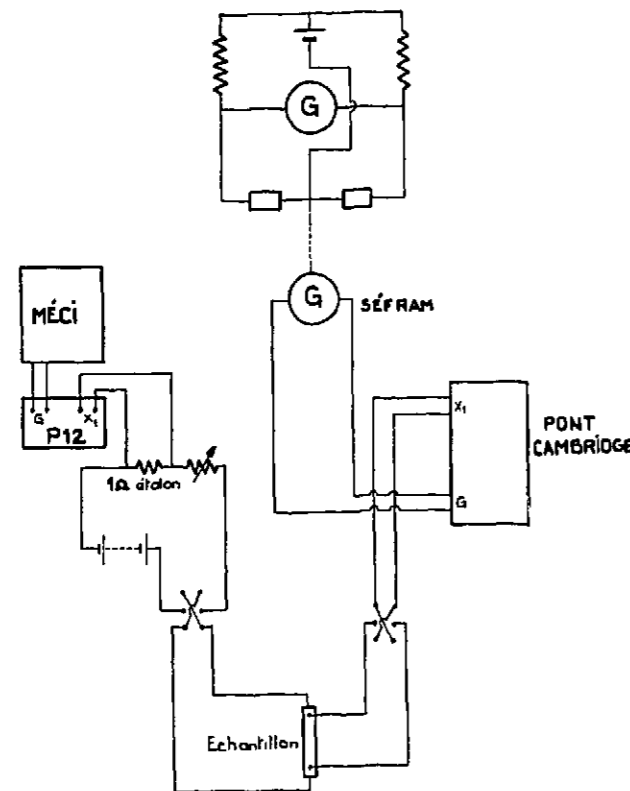 G
G
SÉFRAM
MÉCI
G X₁
P12
1Ω étalon
X₁
PONT
CAMBRIDGE
G
Echantillon